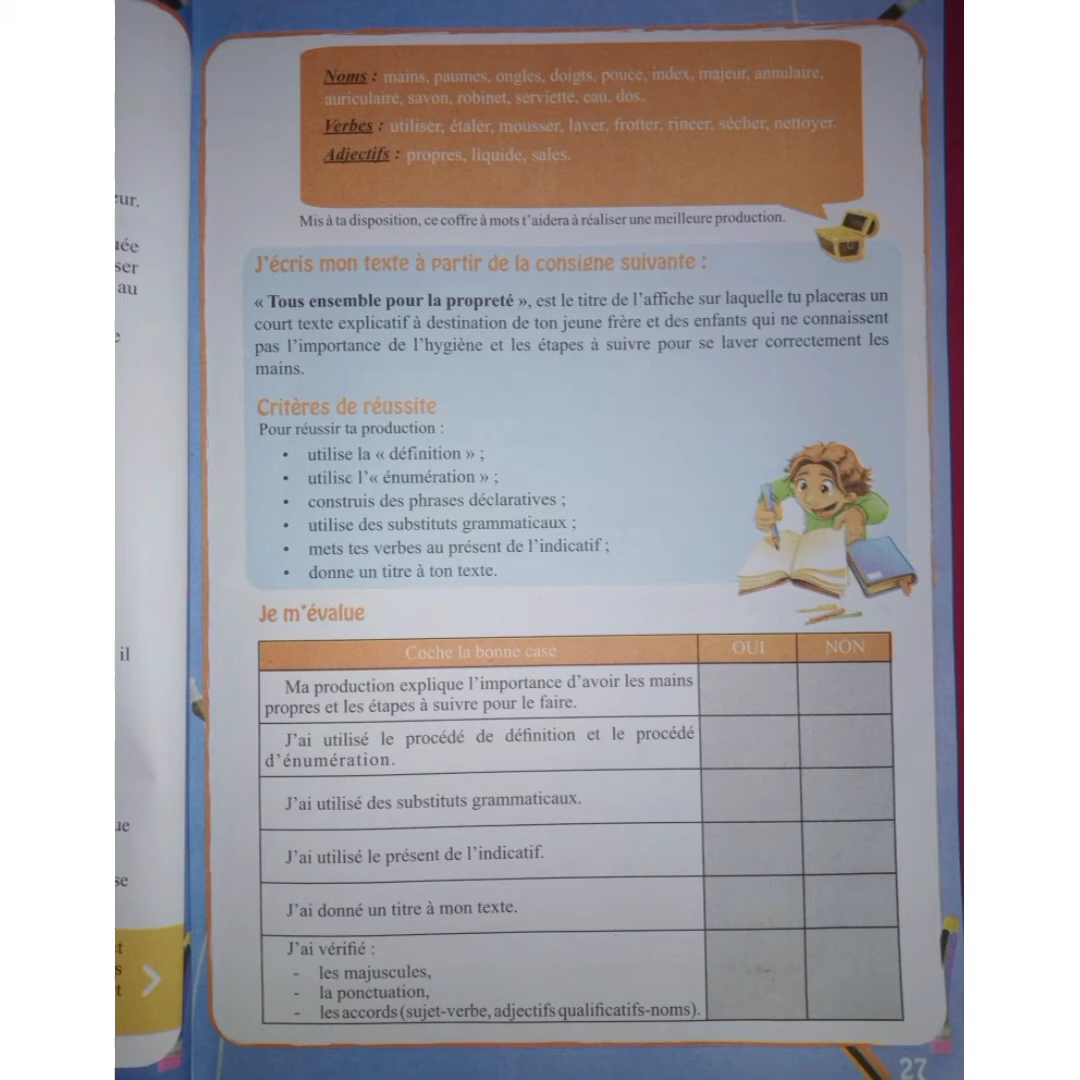 Noms : mains, paumes, ongles, doigts, pouce, index, majeur, annulaire,
auriculaire, savon, robinet, serviette, eau, dos.
Verbes : utiliser, étaler, mousser, laver, frotter, rincer, sécher, nettoyer.
Adjectifs : propres, liquide, sales.
Mis à ta disposition, ce coffre à mots t'aidera à réaliser une meilleure production.
J'écris mon texte à partir de la consigne suivante :
« Tous ensemble pour la propreté », est le titre de l'affiche sur laquelle tu placeras un
court texte explicatif à destination de ton jeune frère et des enfants qui ne connaissent
pas l'importance de l'hygiène et les étapes à suivre pour se laver correctement les
mains.
Critères de réussite
Pour réussir ta production :
• utilise la « définition » ;
• utilise l'« énumération » ;
• construis des phrases déclaratives ;
• utilise des substituts grammaticaux ;
• mets tes verbes au présent de l'indicatif ;
• donne un titre à ton texte.
Je m'évalue
Coche la bonne case OUI NON
Ma production explique l'importance d'avoir les mains
propres et les étapes à suivre pour le faire.
J'ai utilisé le procédé de définition et le procédé
d'énumération.
J'ai utilisé des substituts grammaticaux.
J'ai utilisé le présent de l'indicatif.
J'ai donné un titre à mon texte.
J'ai vérifié :
- les majuscules,
- la ponctuation,
- les accords (sujet-verbe, adjectifs qualificatifs-noms).
27
ser
au
il
se